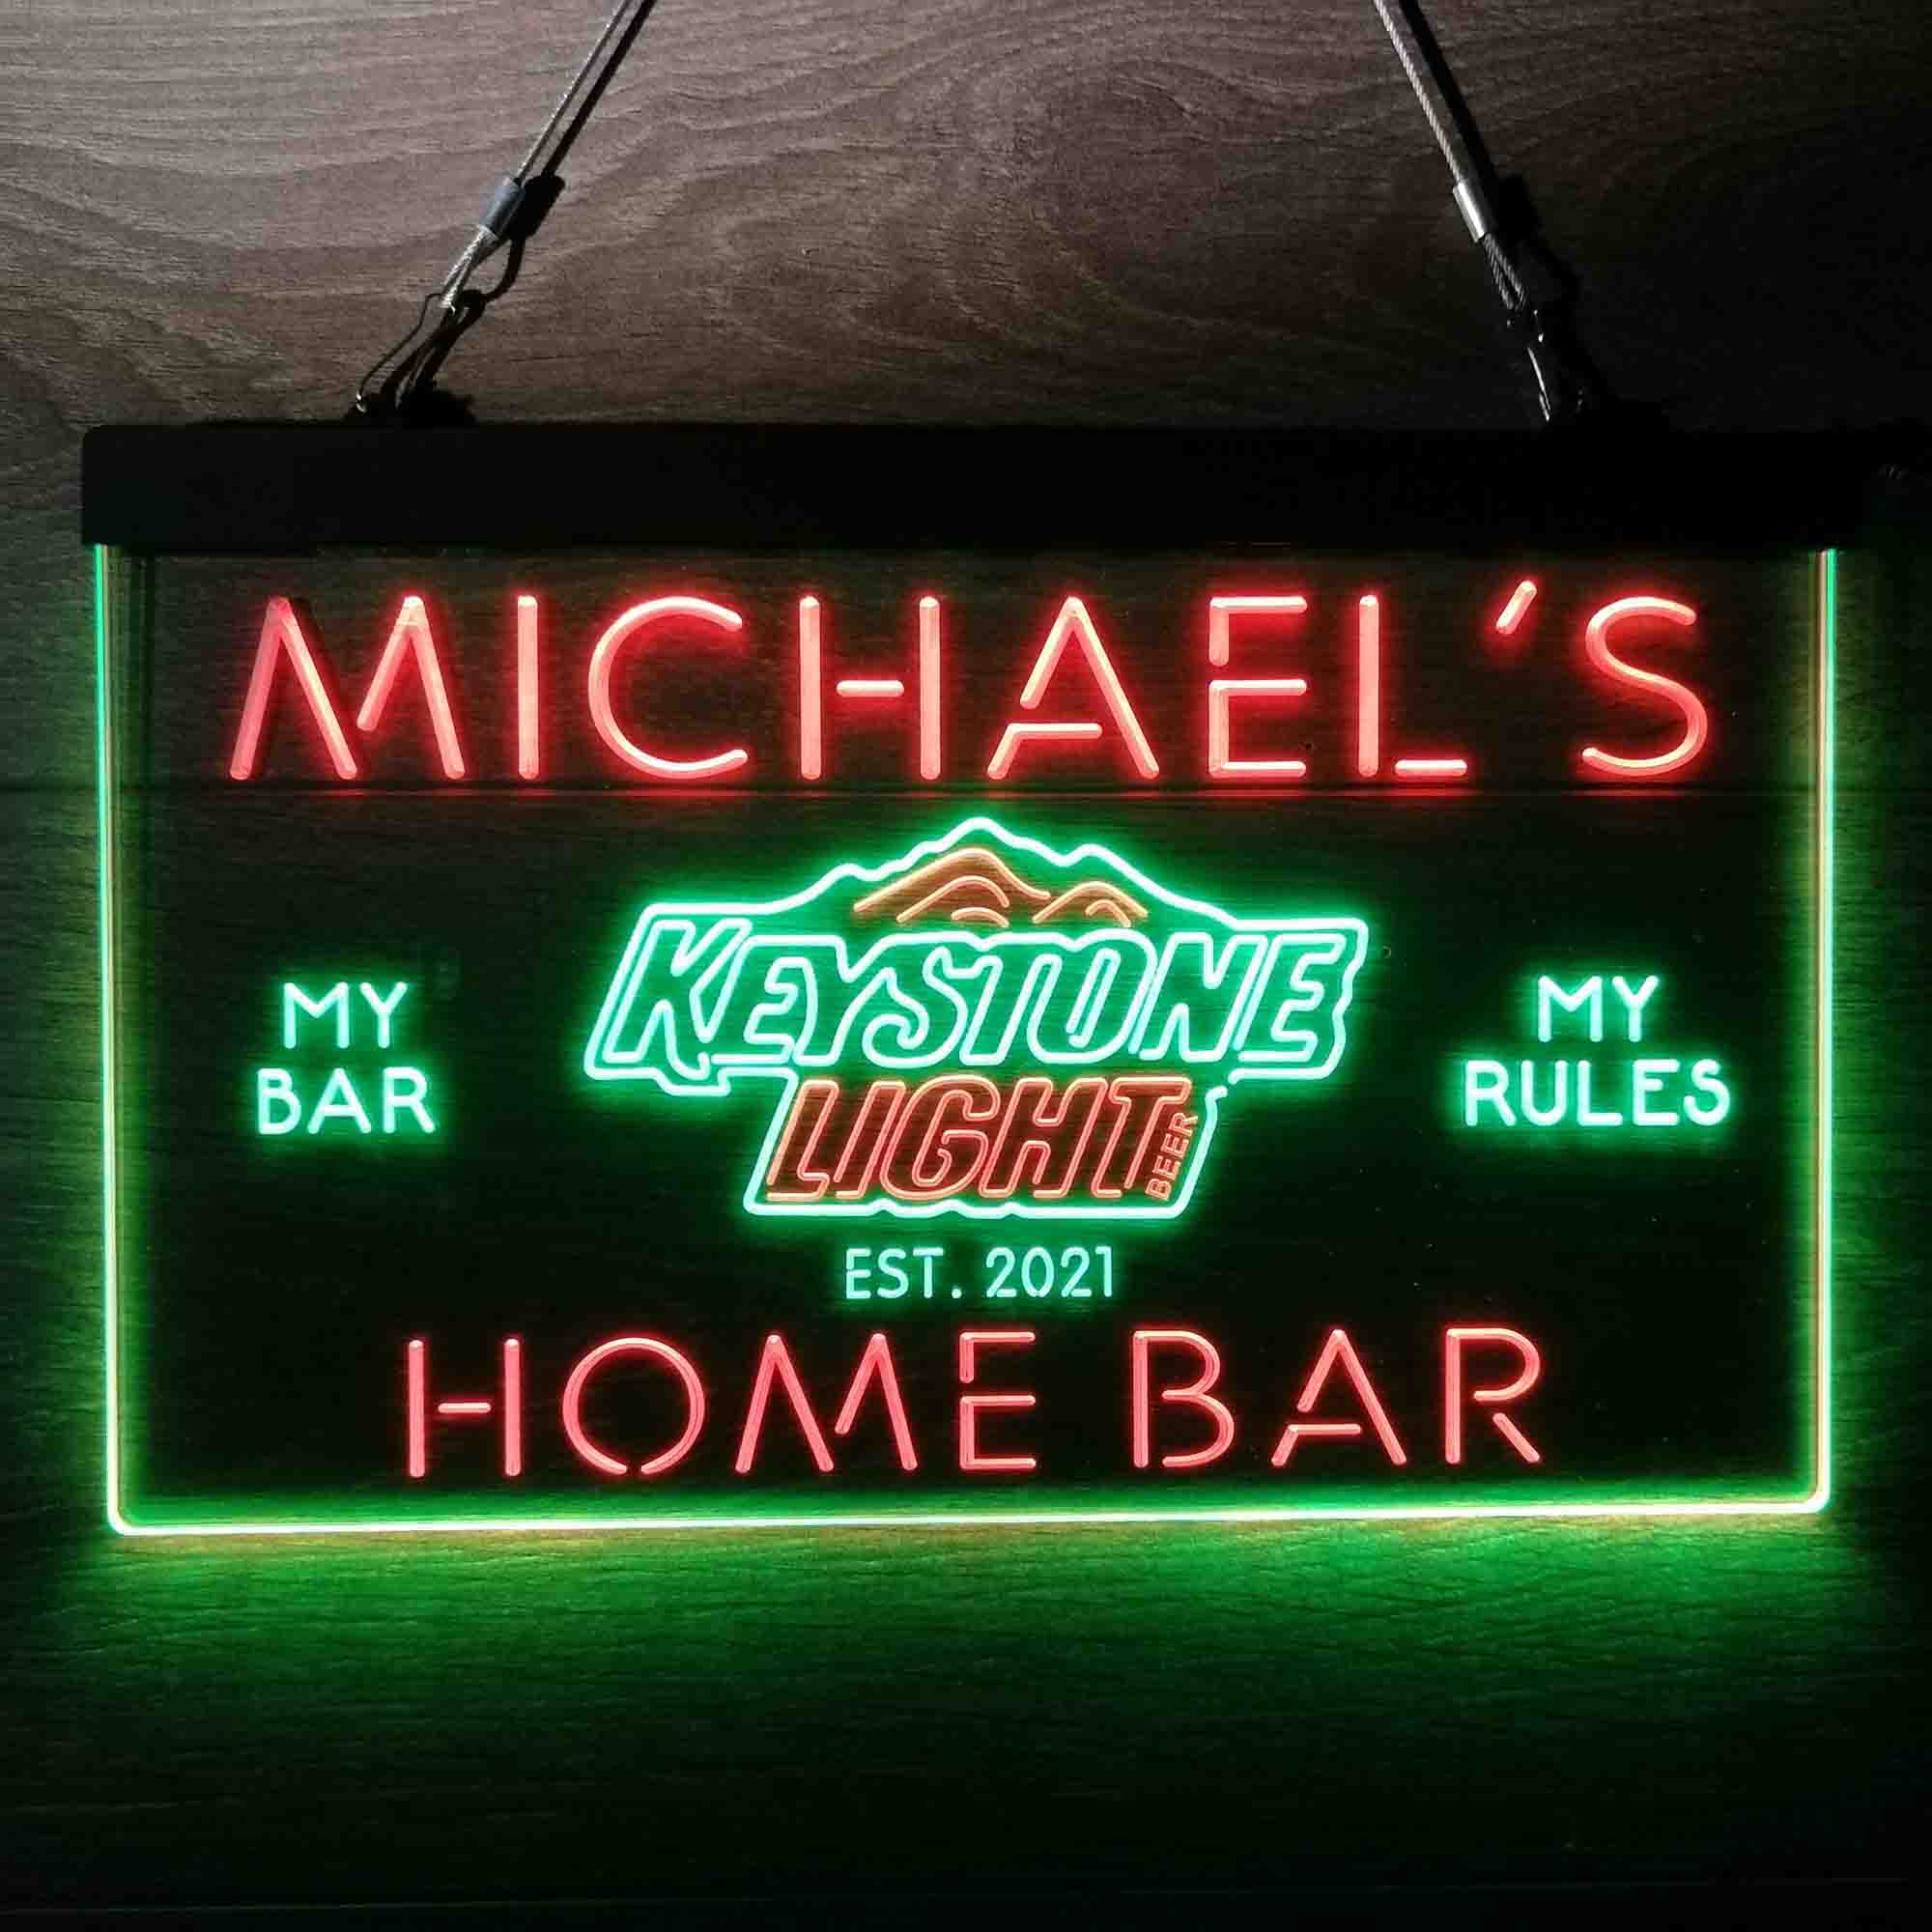 MICHAEL'S
KEYSTONE
LIGHT BEER
MY
BAR
MY
RULES
EST. 2021
HOME BAR